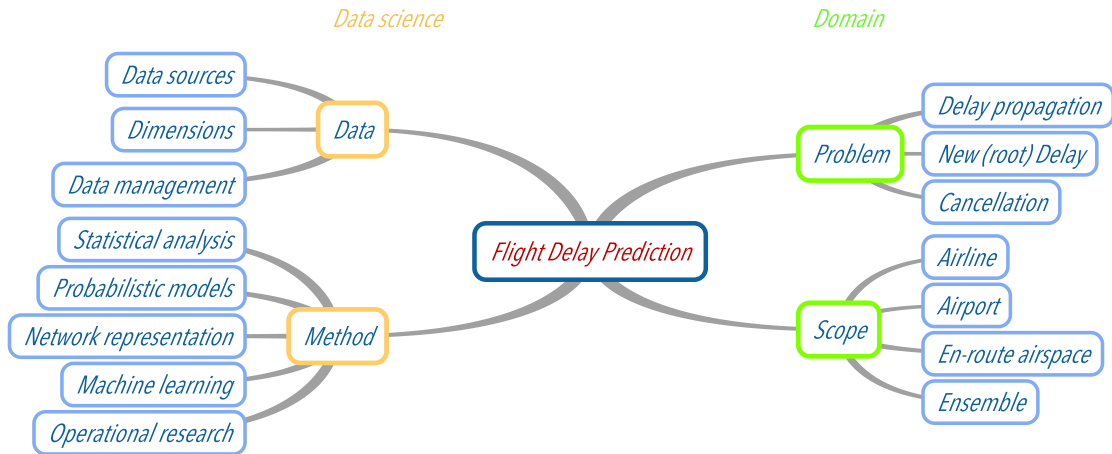 Data science
Domain
Data sources
Dimensions
Data management
Data
Statistical analysis
Probabilistic models
Network representation
Machine learning
Operational research
Method
Flight Delay Prediction
Problem
Delay propagation
New (root) Delay
Cancellation
Scope
Airline
Airport
En-route airspace
Ensemble